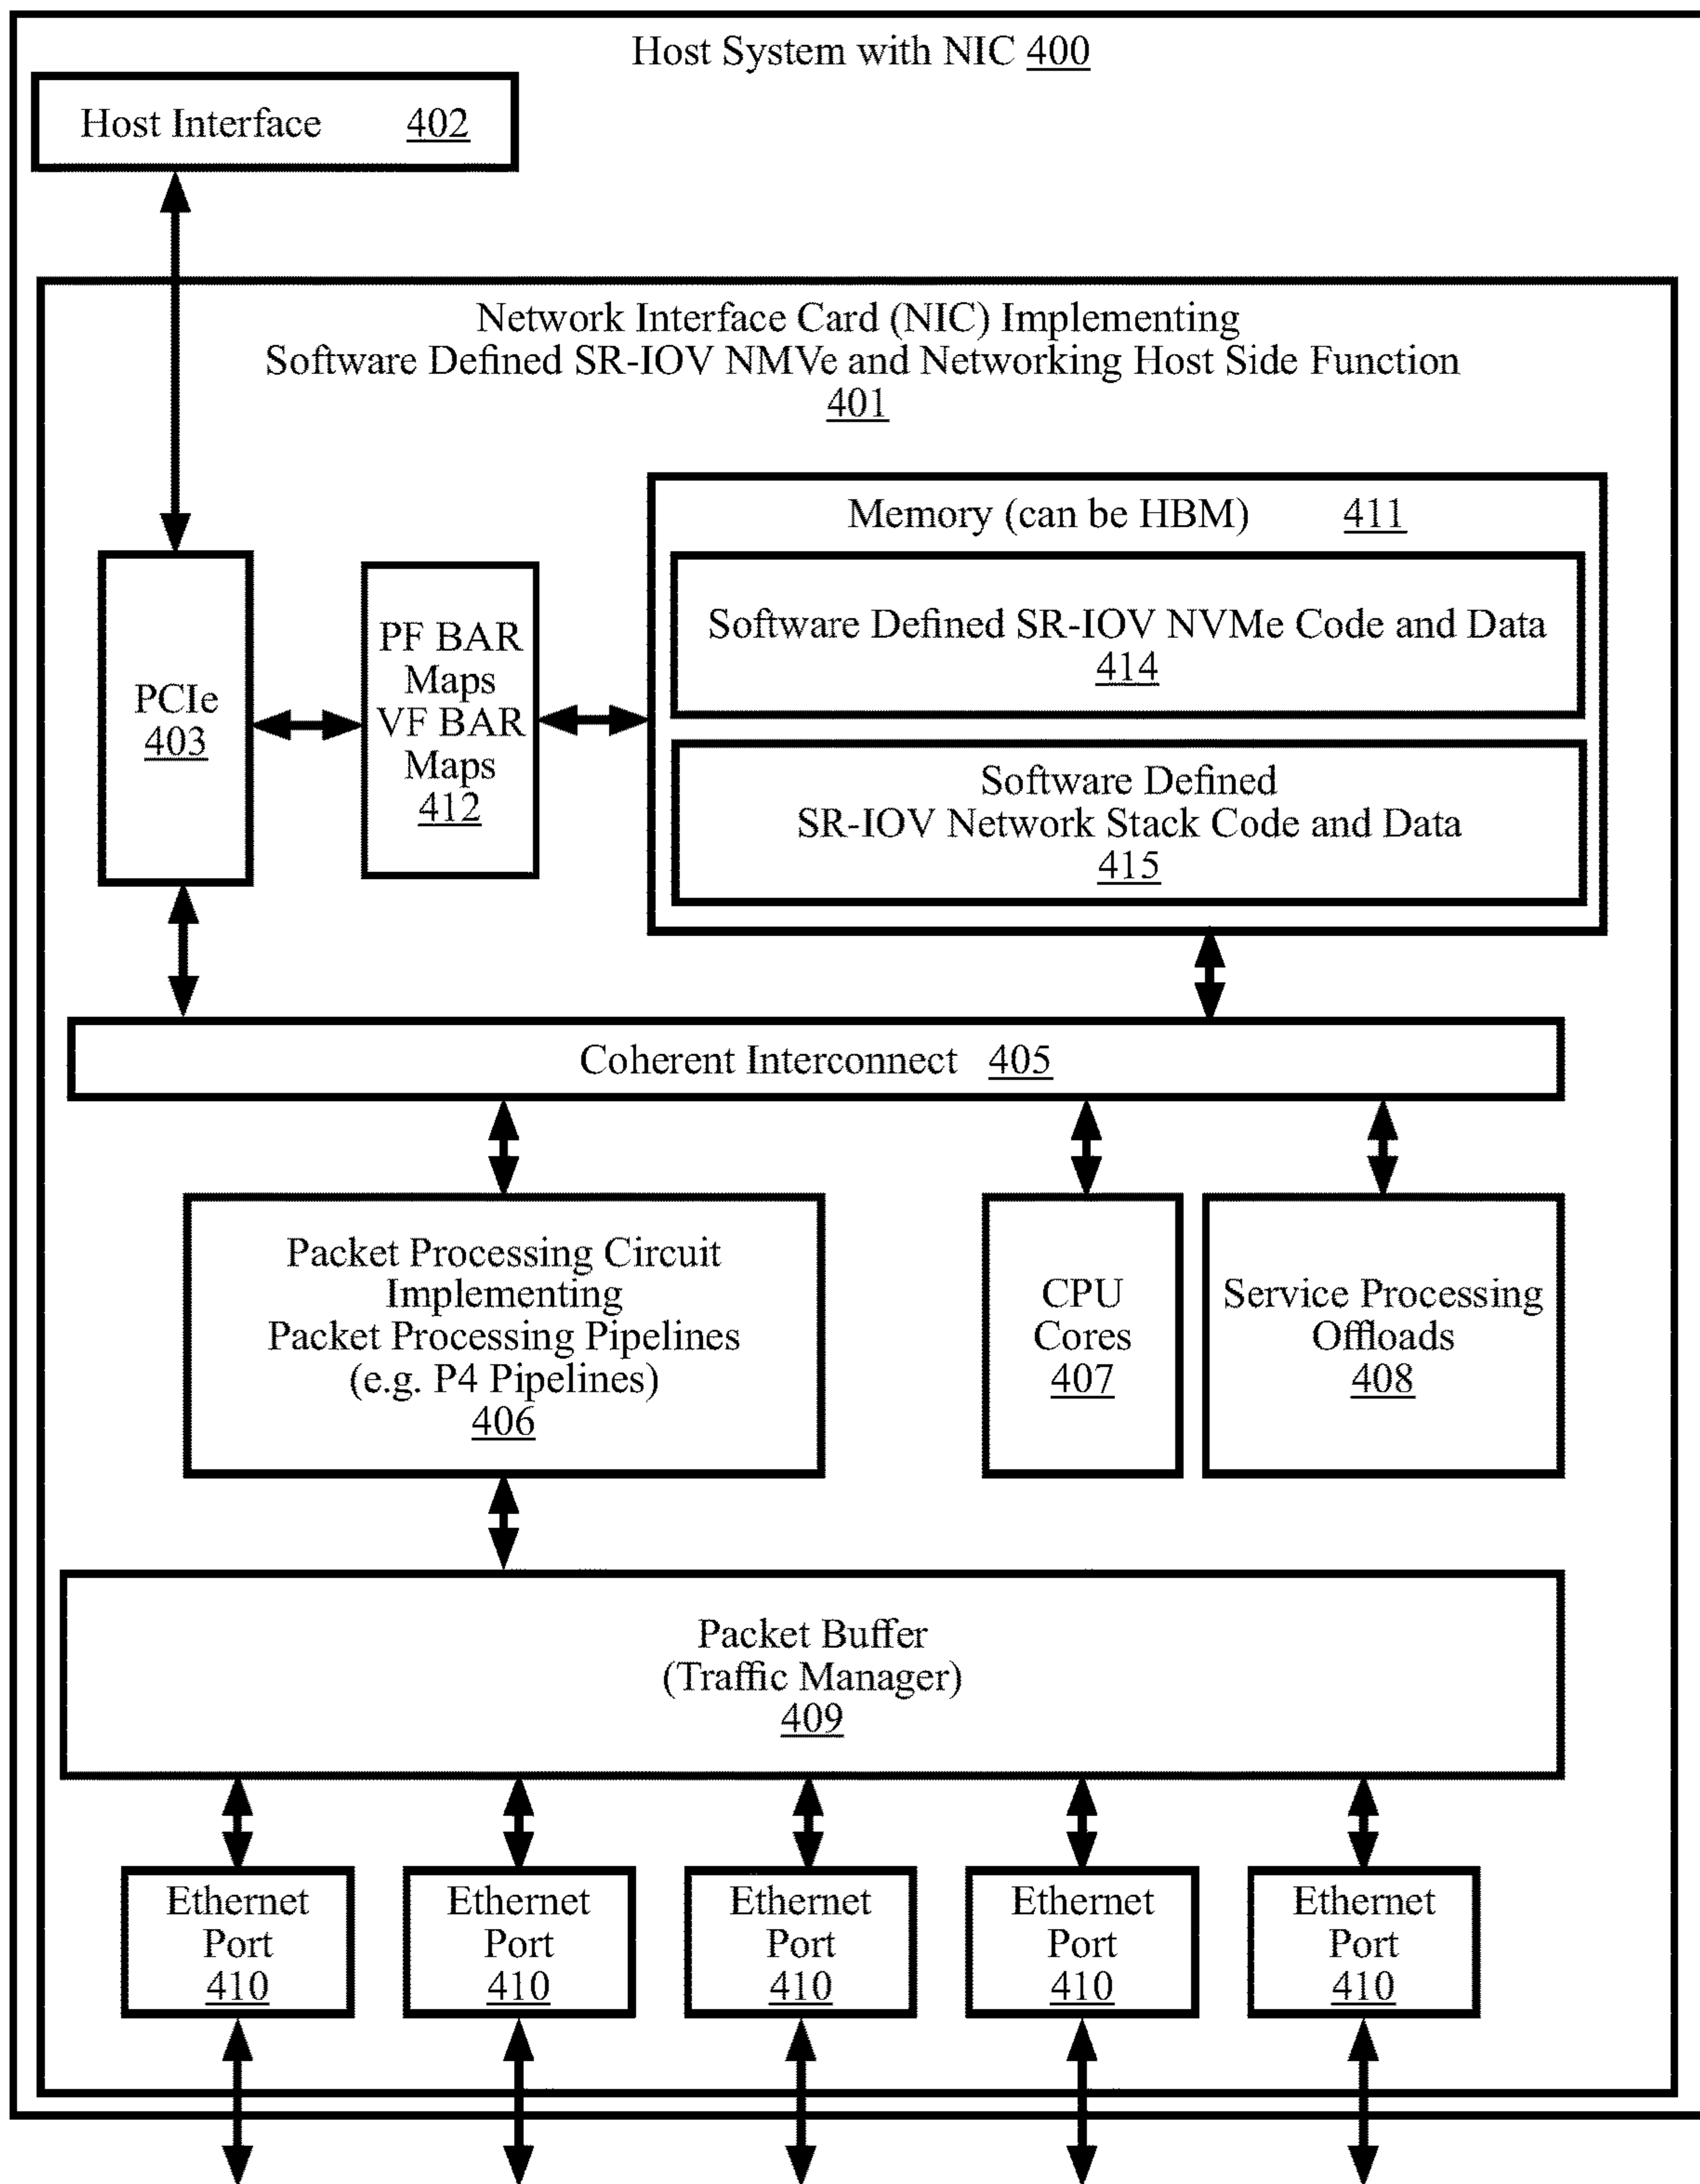 Host System with NIC 400
Host Interface 402
Network Interface Card (NIC) Implementing
Software Defined SR-IOV NMVe and Networking Host Side Function
401
Memory (can be HBM) 411
Software Defined SR-IOV NVMe Code and Data
414
PF BAR
Maps
VF BAR
Maps
412
PCIe
403
Software Defined
SR-IOV Network Stack Code and Data
415
Coherent Interconnect 405
Packet Processing Circuit
Implementing
Packet Processing Pipelines
(e.g. P4 Pipelines)
406
CPU
Cores
407
Service Processing
Offloads
408
Packet Buffer
(Traffic Manager)
409
Ethernet
Port
410
Ethernet
Port
410
Ethernet
Port
410
Ethernet
Port
410
Ethernet
Port
410